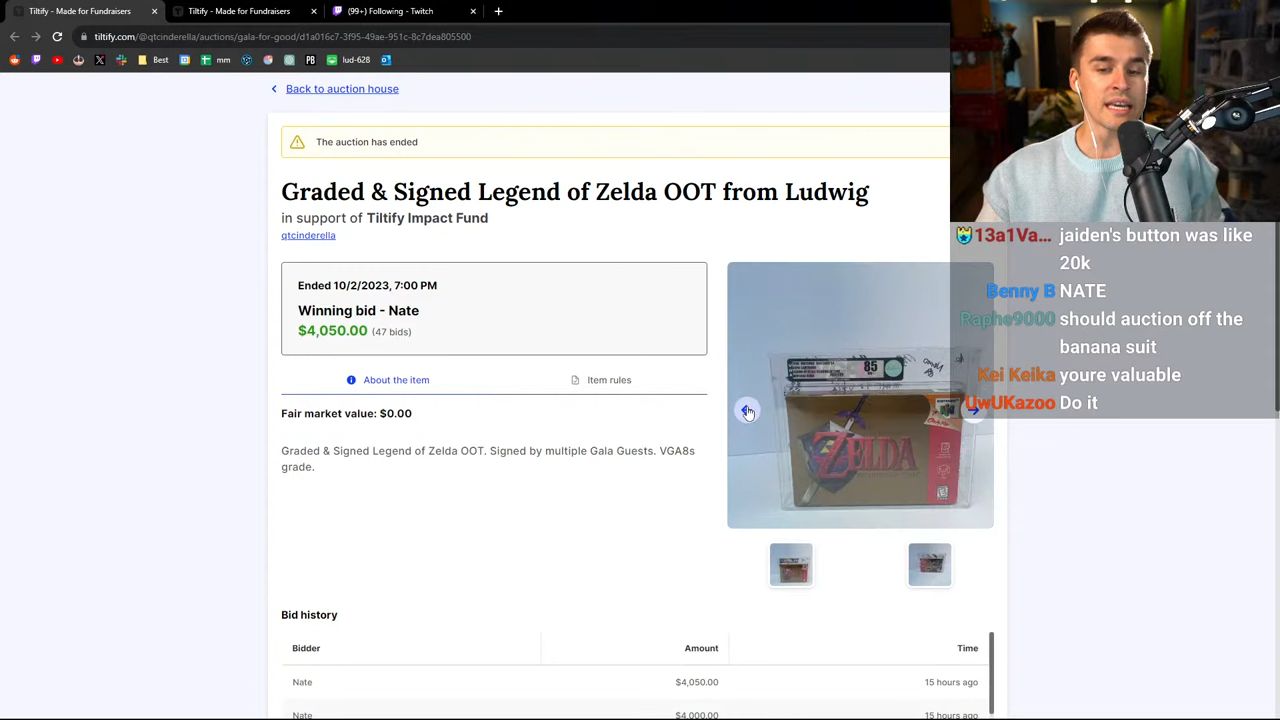 Tiltify - Made for Fundraisers
Tiltify - Made for Fundraisers
(99+) Following - Twitch
tiltify.com/@qtcinderella/auctions/gala-for-good/d1a016c7-3f95-49ae-951c-8c7dea805500
Best
mm
PB
lud-628
Back to auction house
The auction has ended
Graded & Signed Legend of Zelda OOT from Ludwig
in support of Tiltify Impact Fund
qtcinderella
Ended 10/2/2023, 7:00 PM
Winning bid - Nate
$4,050.00 (47 bids)
About the item
Item rules
Fair market value: $0.00
Graded & Signed Legend of Zelda OOT. Signed by multiple Gala Guests. VGA8s
grade.
85
ZELDA
Bid history
Bidder Amount Time
Nate $4,050.00 15 hours ago
Nate $4,000.00 15 hours ago
13a1Va... jaiden's button was like
20k
Benny B NATE
Raphe9000 should auction off the
banana suit
Kei Keika youre valuable
UwUKazoo Do it